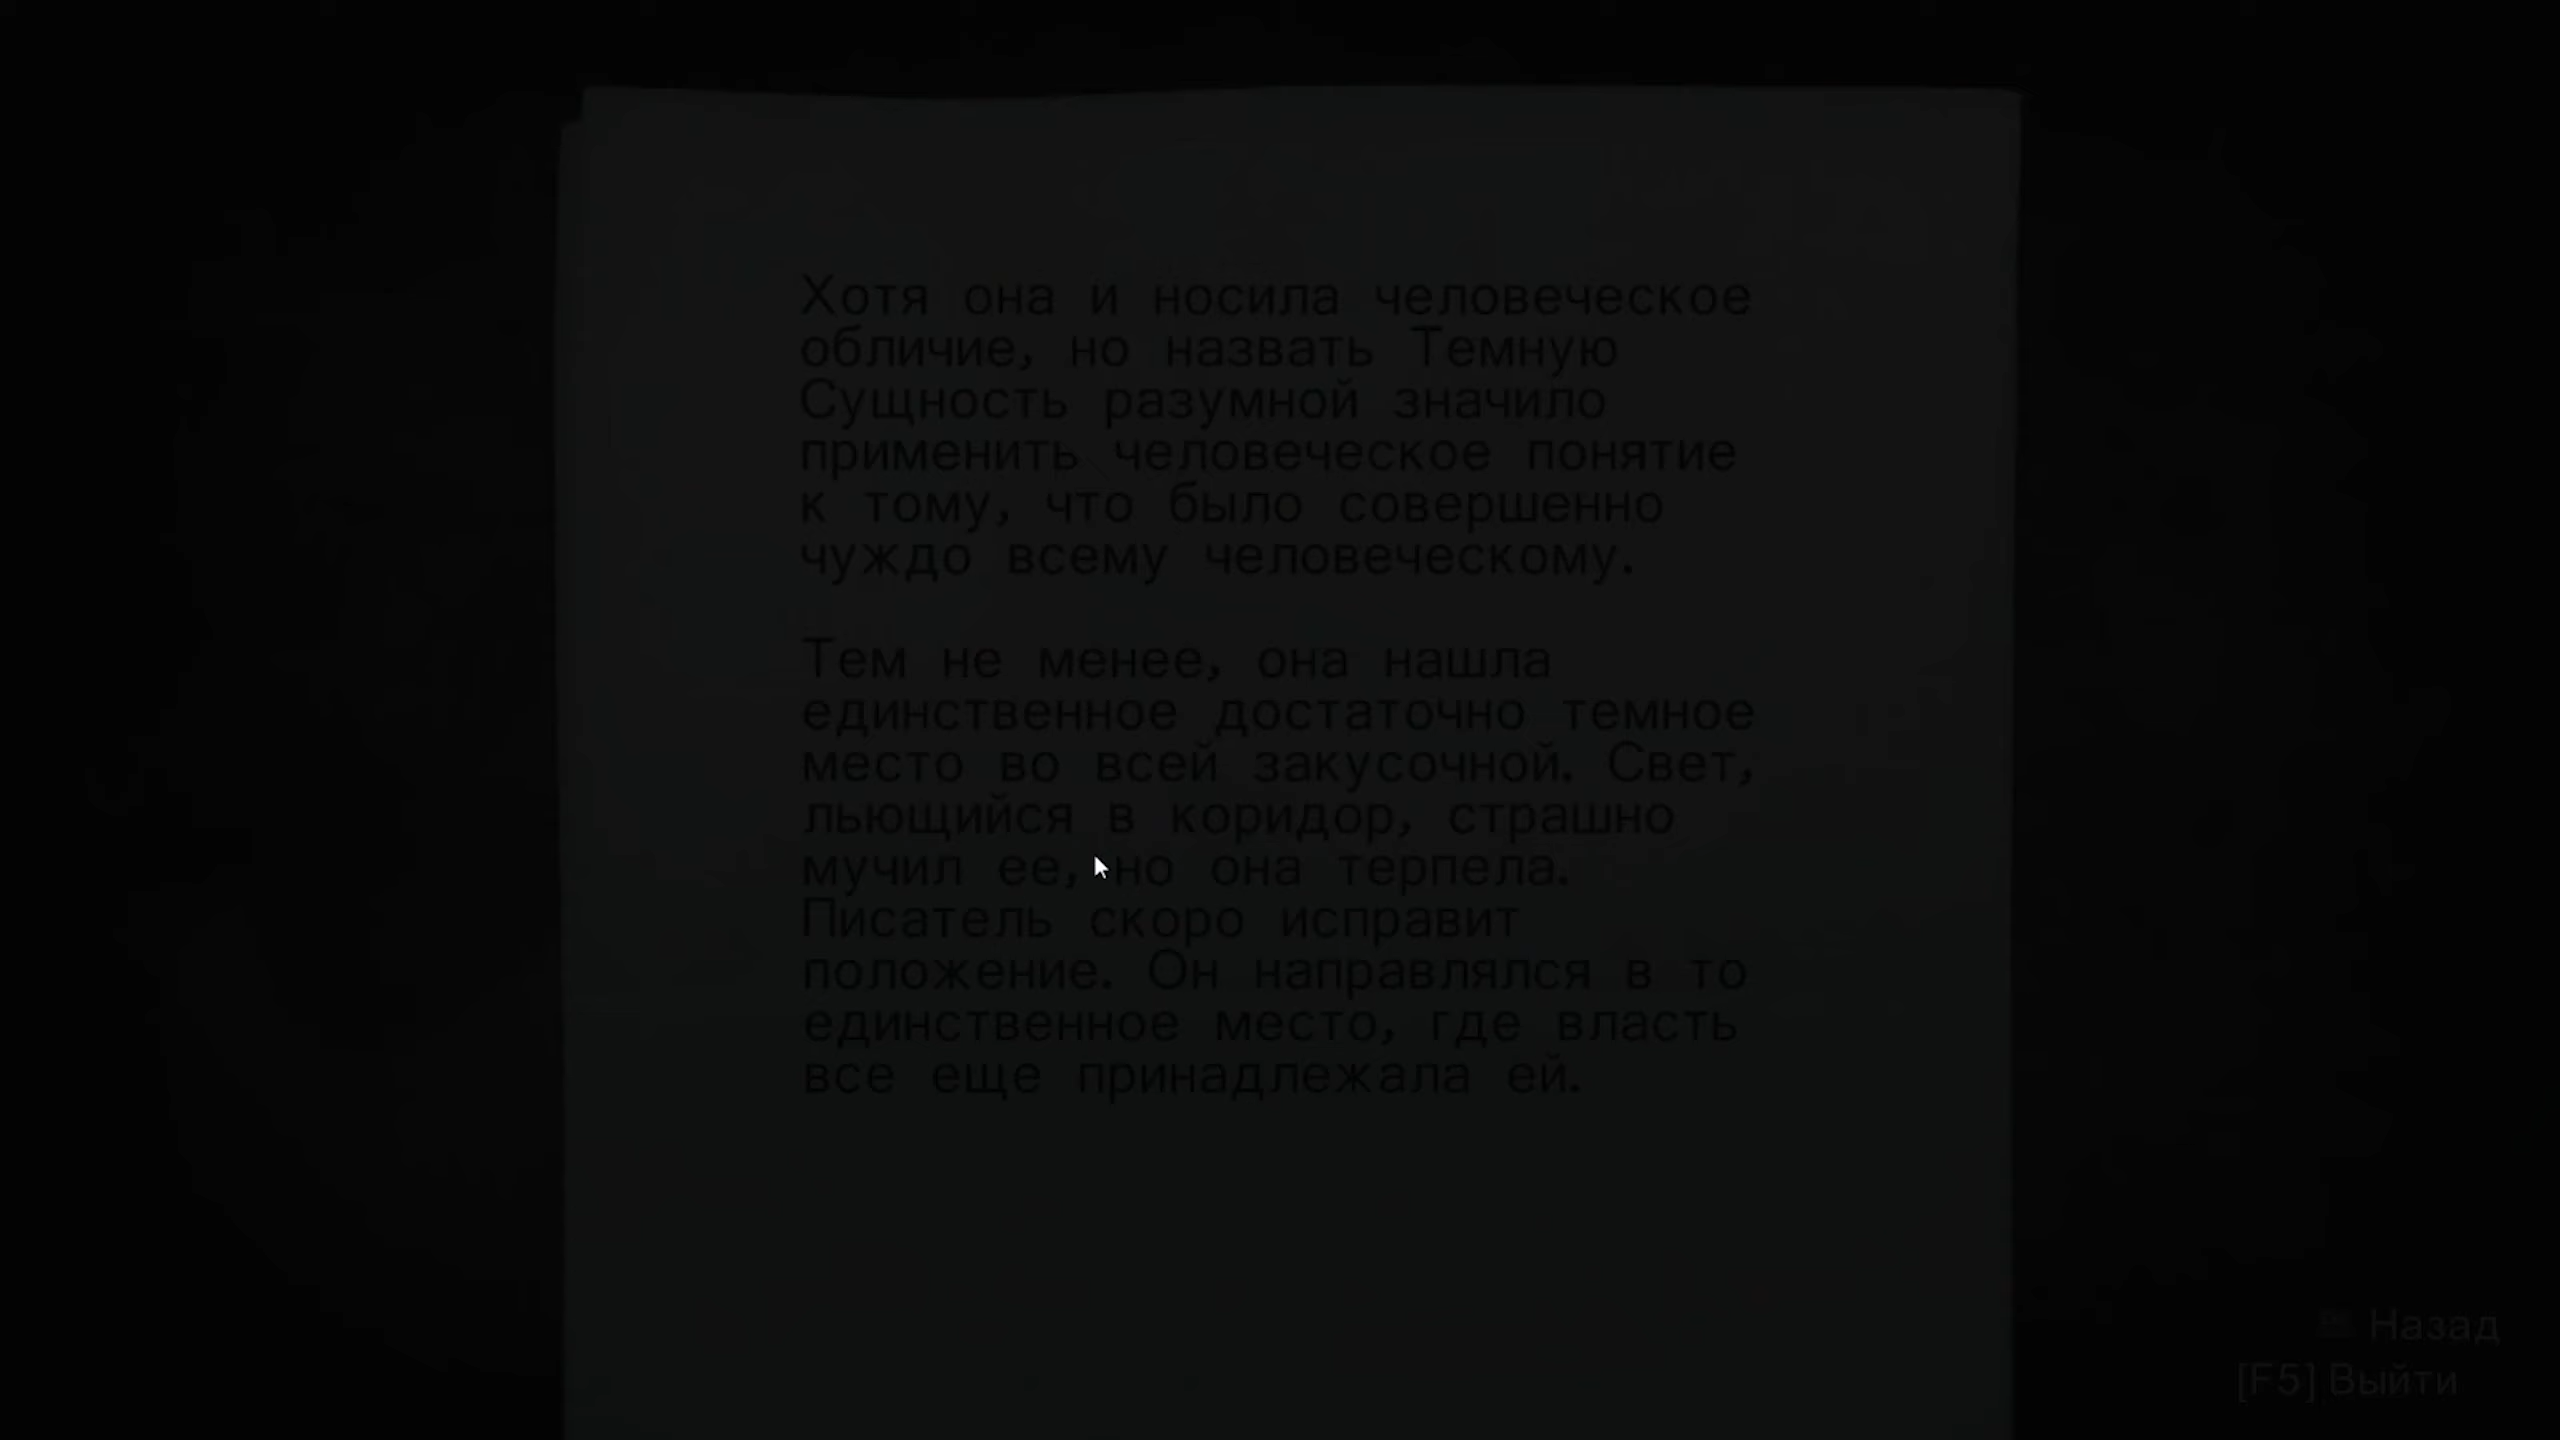 Хотя она и носила человеческое
обличие, но назвать Темную
Сущность разумной значило
применить человеческое понятие
к тому, что было совершенно
чуждо всему человеческому.
Тем не менее, она нашла
единственное достаточно темное
место во всей закусочной. Свет,
льющийся в коридор, страшно
мучил ее, но она терпела.
Писатель скоро исправит
положение. Он направлялся в то
единственное место, где власть
все еще принадлежала ей.
Назад
[F5] Выйти